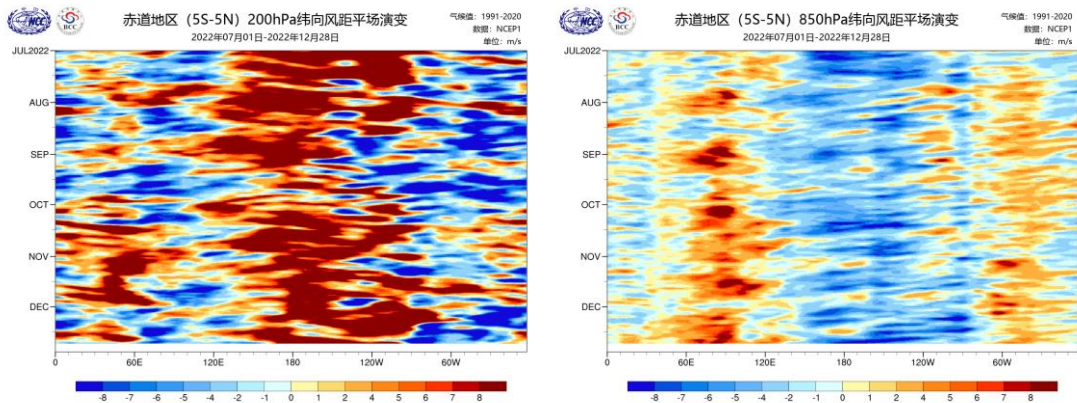 NCC
BCC
赤道地区（5S-5N）200hPa纬向风距平场演变
2022年07月01日-2022年12月28日
气候值：1991-2020
数据：NCEP1
单位：m/s
JUL2022
AUG
SEP
OCT
NOV
DEC
0 60E 120E 180 120W 60W
-8 -7 -6 -5 -4 -2 -1 0 1 2 4 5 6 7 8
NCC
BCC
赤道地区（5S-5N）850hPa纬向风距平场演变
2022年07月01日-2022年12月28日
气候值：1991-2020
数据：NCEP1
单位：m/s
JUL2022
AUG
SEP
OCT
NOV
DEC
0 60E 120E 180 120W 60W
-8 -7 -6 -5 -4 -2 -1 0 1 2 4 5 6 7 8